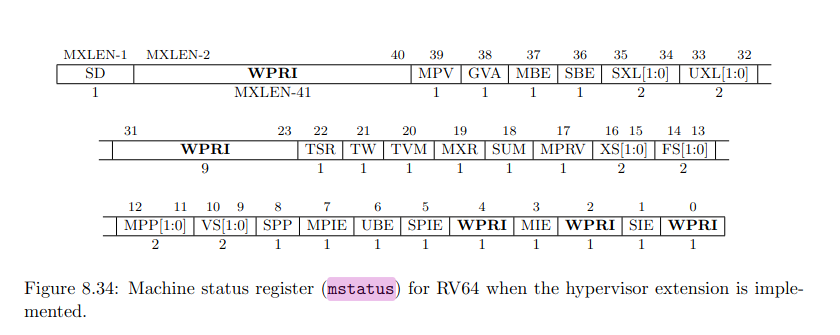 MXLEN-1 MXLEN-2 40 39 38 37 36 35 34 33 32
SD WPRI MPV GVA MBE SBE SXL[1:0] UXL[1:0]
1 MXLEN-41 1 1 1 1 2 2
31 23 22 21 20 19 18 17 16 15 14 13
WPRI TSR TW TVM MXR SUM MPRV XS[1:0] FS[1:0]
9 1 1 1 1 1 1 2 2
12 11 10 9 8 7 6 5 4 3 2 1 0
MPP[1:0] VS[1:0] SPP MPIE UBE SPIE WPRI MIE WPRI SIE WPRI
2 2 1 1 1 1 1 1 1 1 1
Figure 8.34: Machine status register (mstatus) for RV64 when the hypervisor extension is imple-
mented.